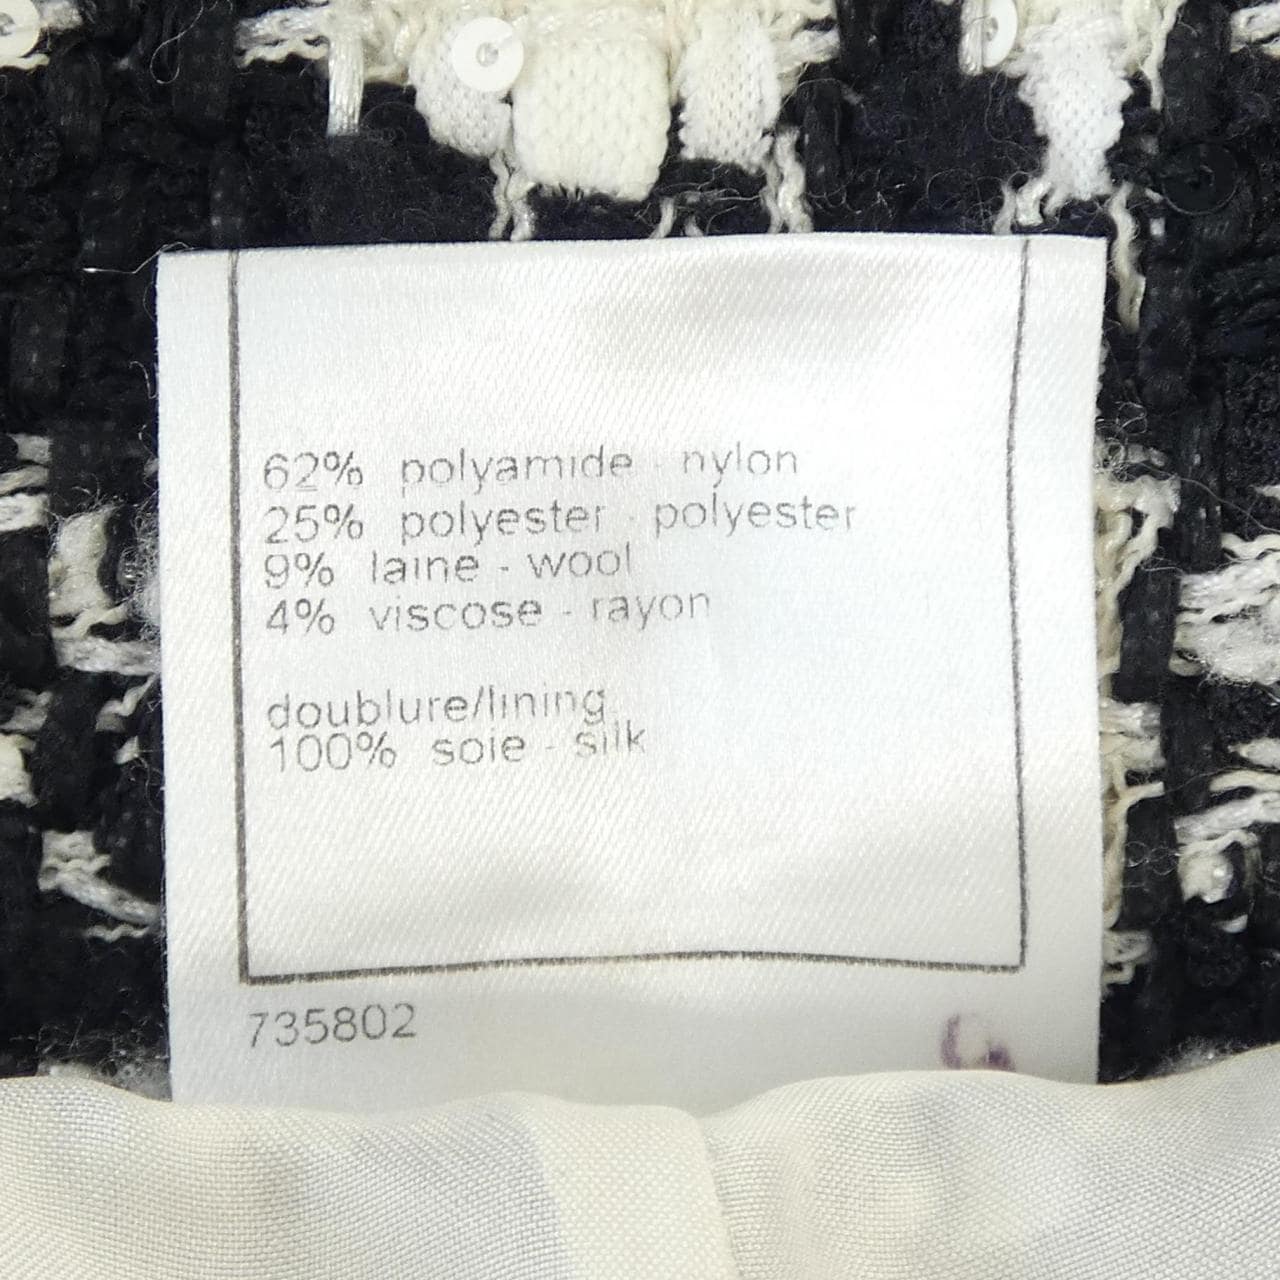 62% polyamide - nylon
25% polyester - polyester
9% laine - wool
4% viscose - rayon
doublure/lining
100% soie - silk
735802